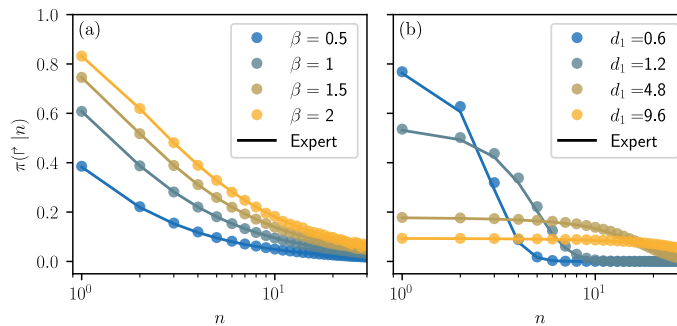 (a)
β = 0.5
β = 1
β = 1.5
β = 2
Expert
(b)
d₁ =0.6
d₁ =1.2
d₁ =4.8
d₁ =9.6
Expert
1.0
0.8
0.6
0.4
0.2
0.0
π(↱ |n)
10⁰
10¹
n
10⁰
10¹
n